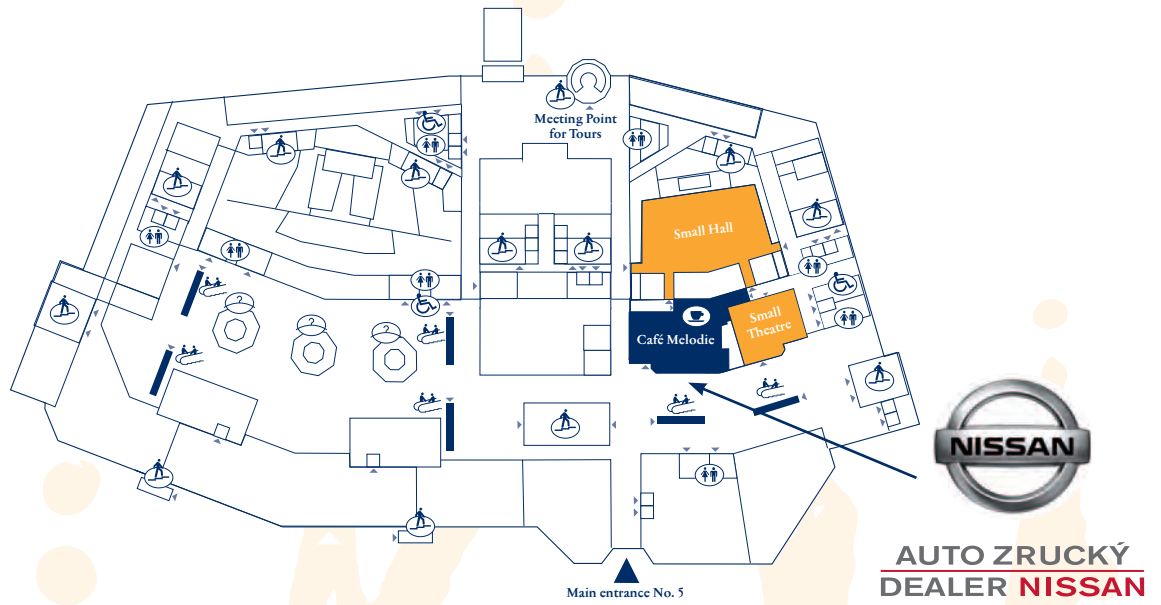 Meeting Point
for Tours
Small Hall
Small
Theatre
Café Melodie
?
?
?
NISSAN
AUTO ZRUCKÝ
DEALER NISSAN
Main entrance No. 5